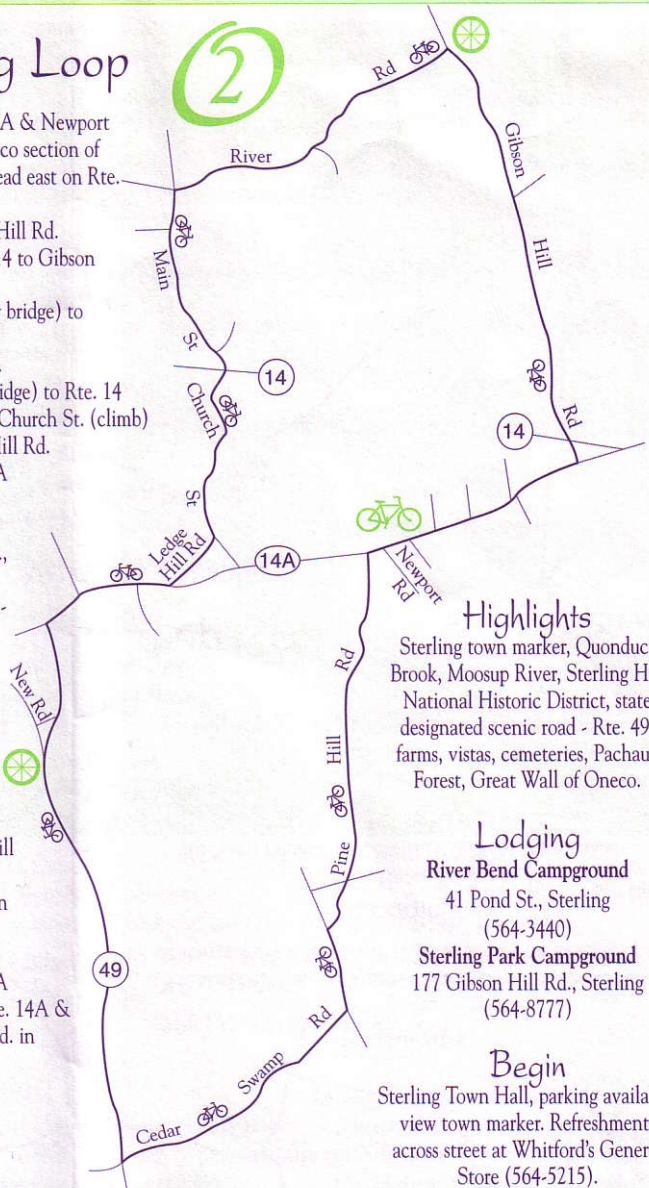 g Loop
2
A & Newport
co section of
ead east on Rte.
Hill Rd.
4 to Gibson
bridge) to
idge) to Rte. 14
Church St. (climb)
Hill Rd.
A
ill
n
A
e. 14A &
d. in
River Rd
Gibson Hill Rd
Main St
14
Church St
14
Ledge
Hill Rd
14A
Newport
Rd
New Rd
Pine Hill Rd
49
Cedar Swamp Rd
Highlights
Sterling town marker, Quonduc
Brook, Moosup River, Sterling H
National Historic District, state
designated scenic road - Rte. 49
farms, vistas, cemeteries, Pachau
Forest, Great Wall of Oneco.
Lodging
River Bend Campground
41 Pond St., Sterling
(564-3440)
Sterling Park Campground
177 Gibson Hill Rd., Sterling
(564-8777)
Begin
Sterling Town Hall, parking availa
view town marker. Refreshment
across street at Whitford's Gener
Store (564-5215).